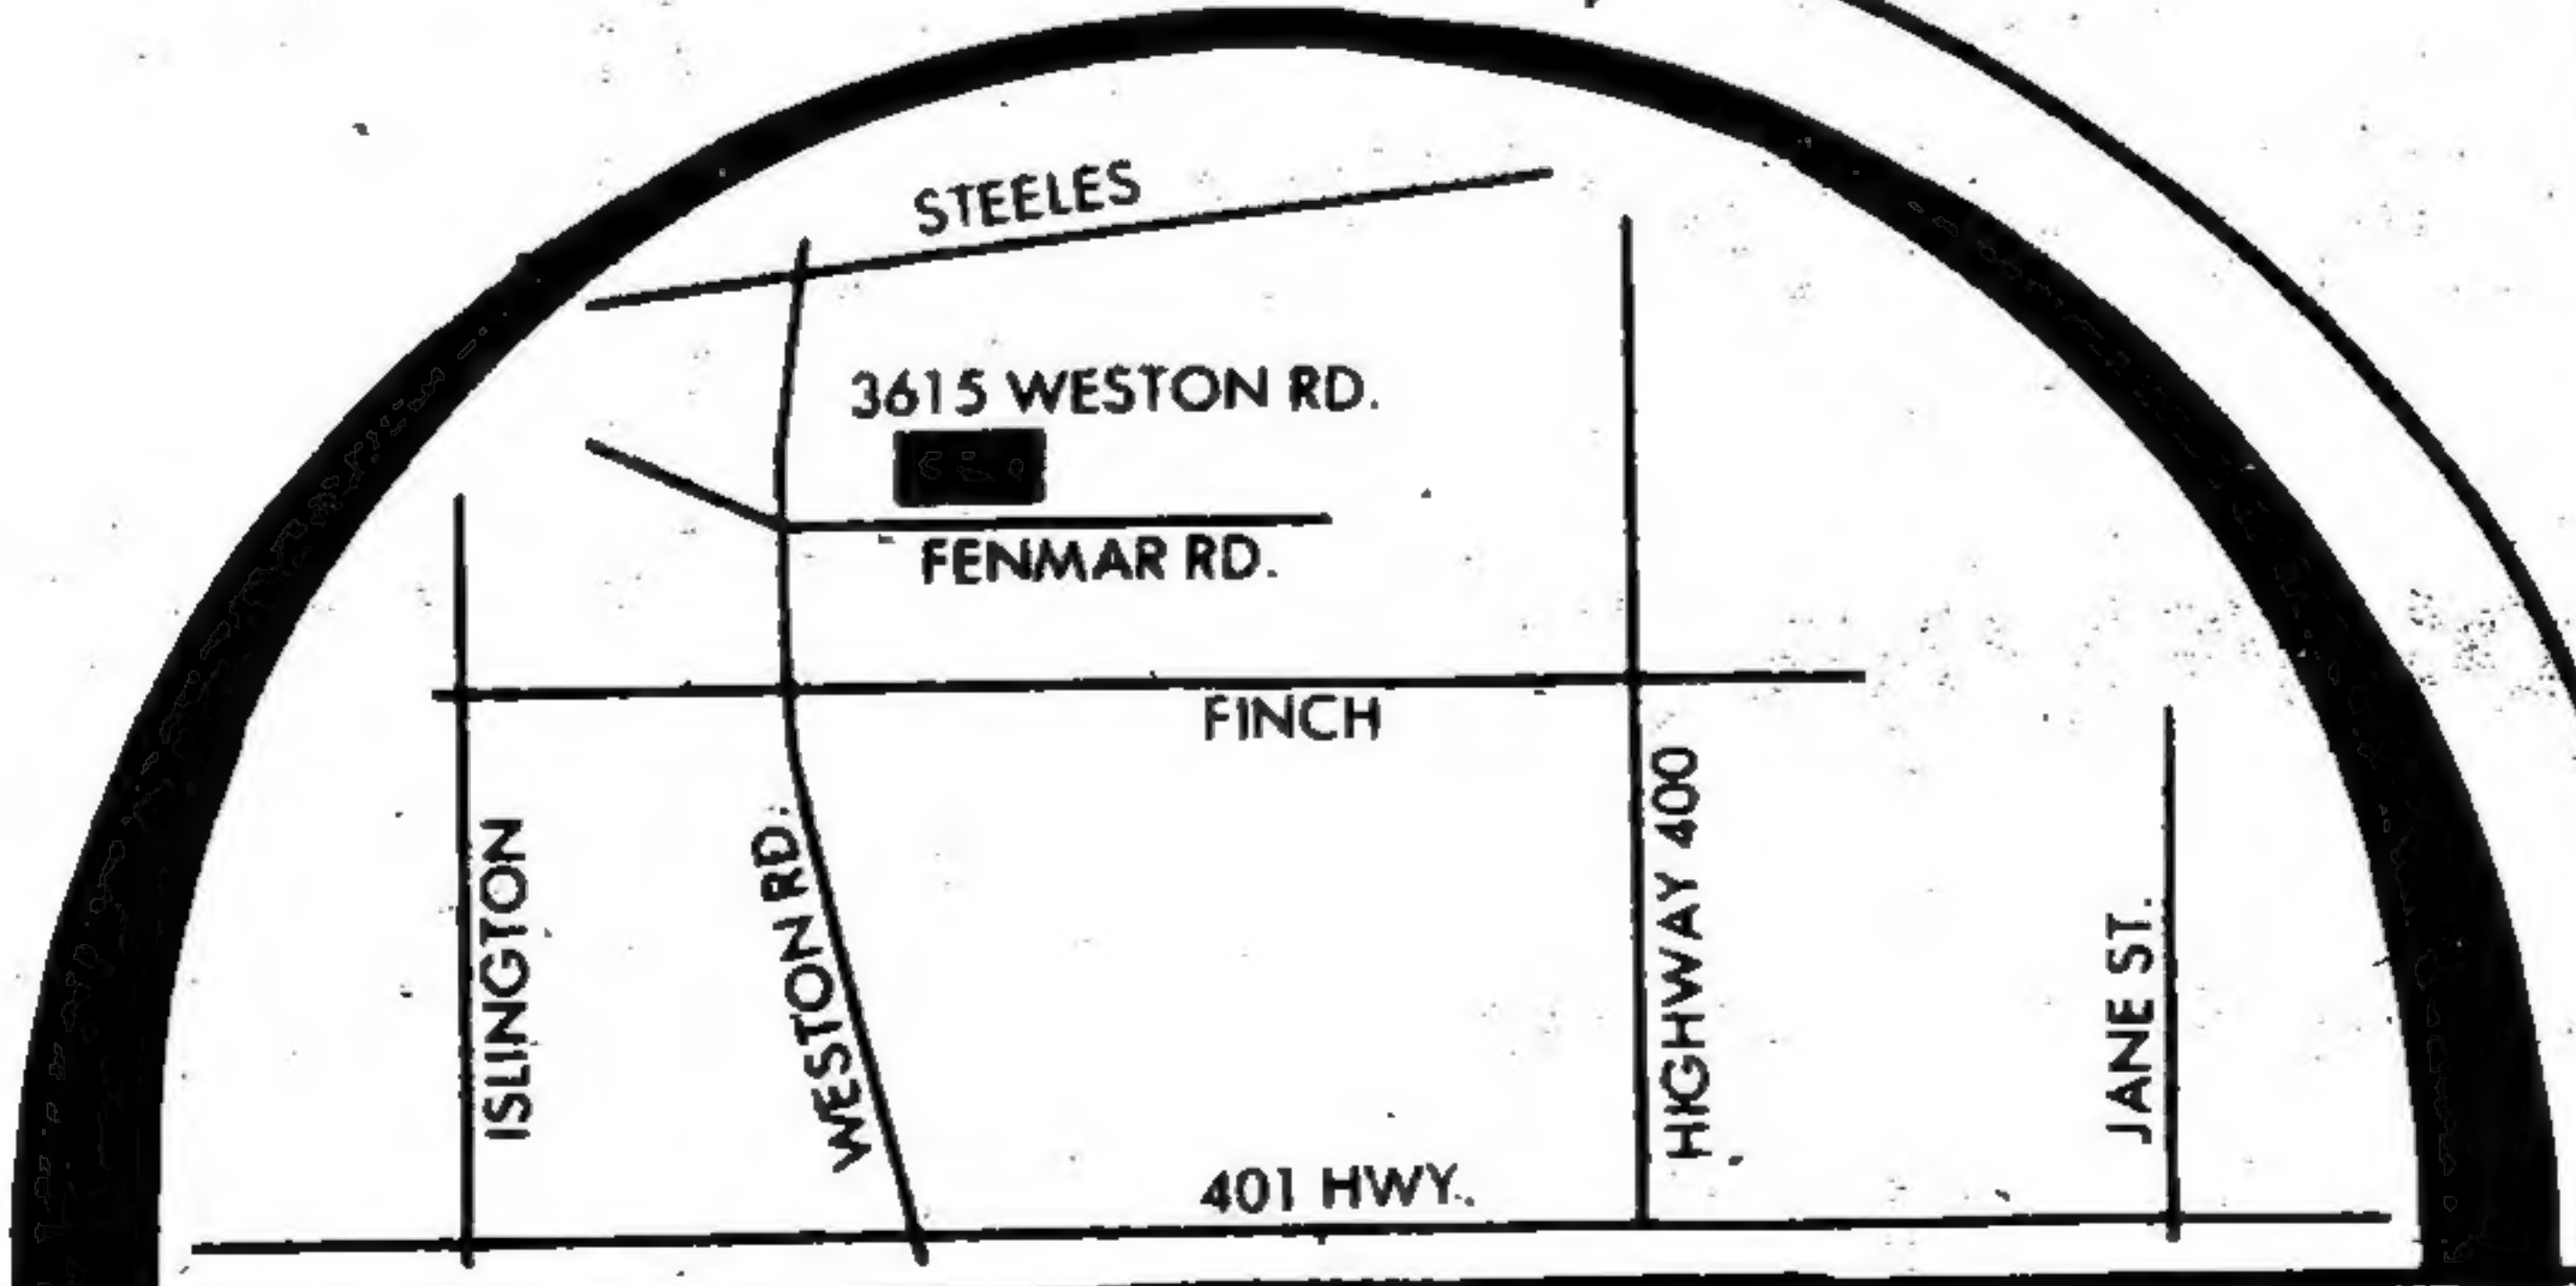 STEELES
3615 WESTON RD.
FENMAR RD.
FINCH
ISLINGTON
WESTON RD.
HIGHWAY 400
JANE ST.
401 HWY.